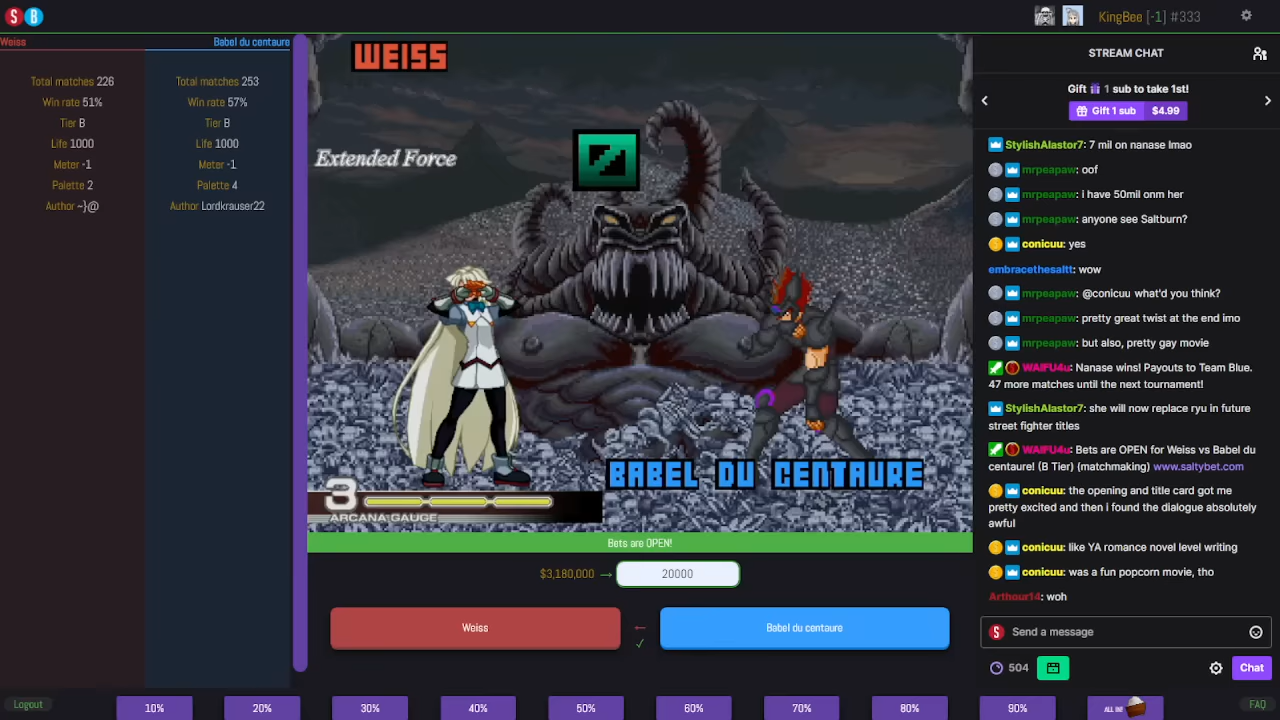 S B
KingBee [-1] #333
Weiss
Babel du centaure
Total matches 226
Win rate 51%
Tier B
Life 1000
Meter -1
Palette 2
Author ~}@
Total matches 253
Win rate 57%
Tier B
Life 1000
Meter -1
Palette 4
Author Lordkrauser22
WEISS
Extended Force
BABEL DU CENTAURE
3
ARCANA GAUGE
Bets are OPEN!
$3,180,000 → 20000
Weiss
←
✓
Babel du centaure
STREAM CHAT
Gift 1 sub to take 1st!
Gift 1 sub $4.99
StylishAlastor7: 7 mil on nanase lmao
mrpeapaw: oof
mrpeapaw: i have 50mil onm her
mrpeapaw: anyone see Saltburn?
conicuu: yes
embracethesaltt: wow
mrpeapaw: @conicuu what'd you think?
mrpeapaw: pretty great twist at the end imo
mrpeapaw: but also, pretty gay movie
WAIFU4u: Nanase wins! Payouts to Team Blue.
47 more matches until the next tournament!
StylishAlastor7: she will now replace ryu in future
street fighter titles
WAIFU4u: Bets are OPEN for Weiss vs Babel du
centaure! (B Tier) (matchmaking) www.saltybet.com
conicuu: the opening and title card got me
pretty excited and then i found the dialogue absolutely
awful
conicuu: like YA romance novel level writing
conicuu: was a fun popcorn movie, tho
Arthour14: woh
S Send a message
504
Chat
Logout
10%
20%
30%
40%
50%
60%
70%
80%
90%
ALL IN!
FAQ